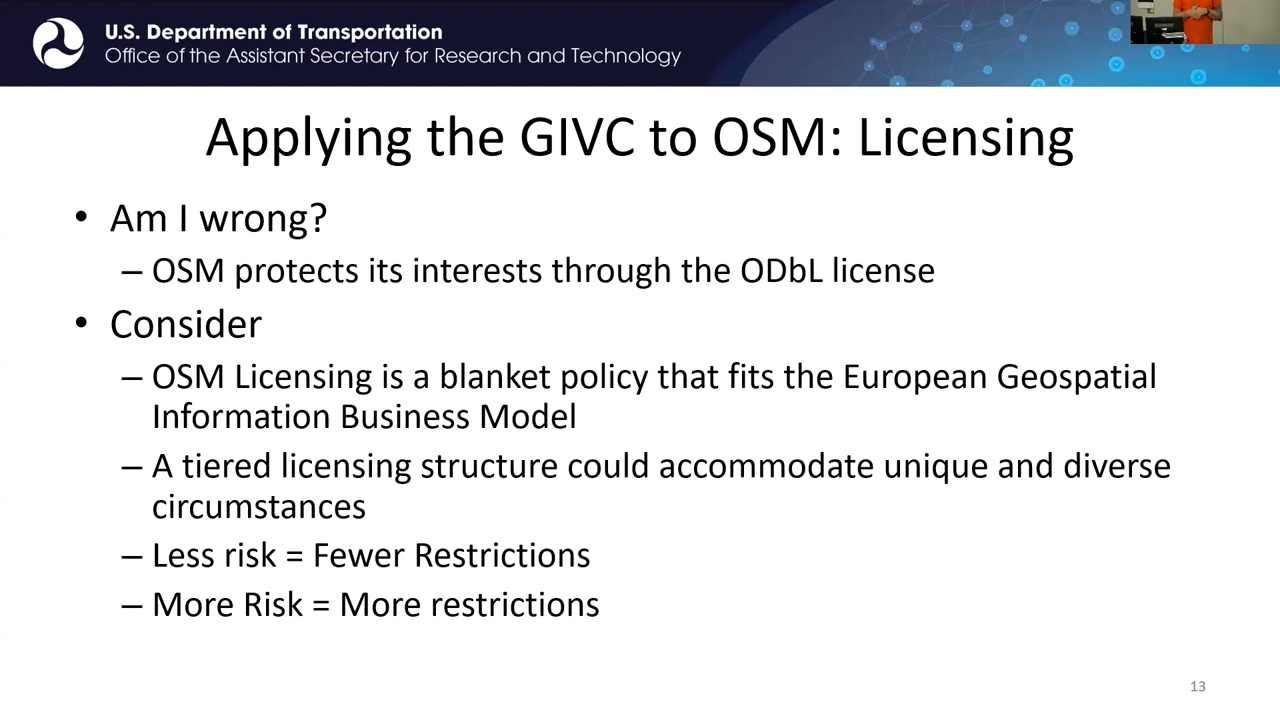 U.S. Department of Transportation
Office of the Assistant Secretary for Research and Technology
Applying the GIVC to OSM: Licensing
• Am I wrong?
– OSM protects its interests through the ODbL license
• Consider
– OSM Licensing is a blanket policy that fits the European Geospatial
Information Business Model
– A tiered licensing structure could accommodate unique and diverse
circumstances
– Less risk = Fewer Restrictions
– More Risk = More restrictions
13